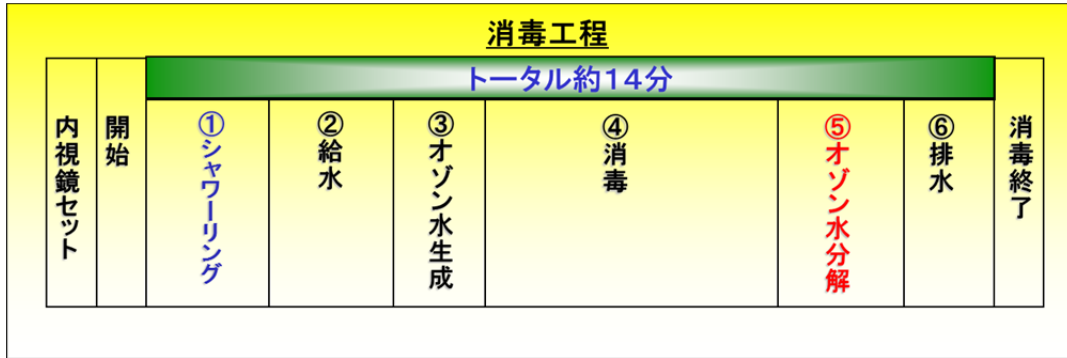 消毒工程
トータル約14分
内視鏡セット
開始
①シャワーリング
②給水
③オゾン水生成
④消毒
⑤オゾン水分解
⑥排水
消毒終了